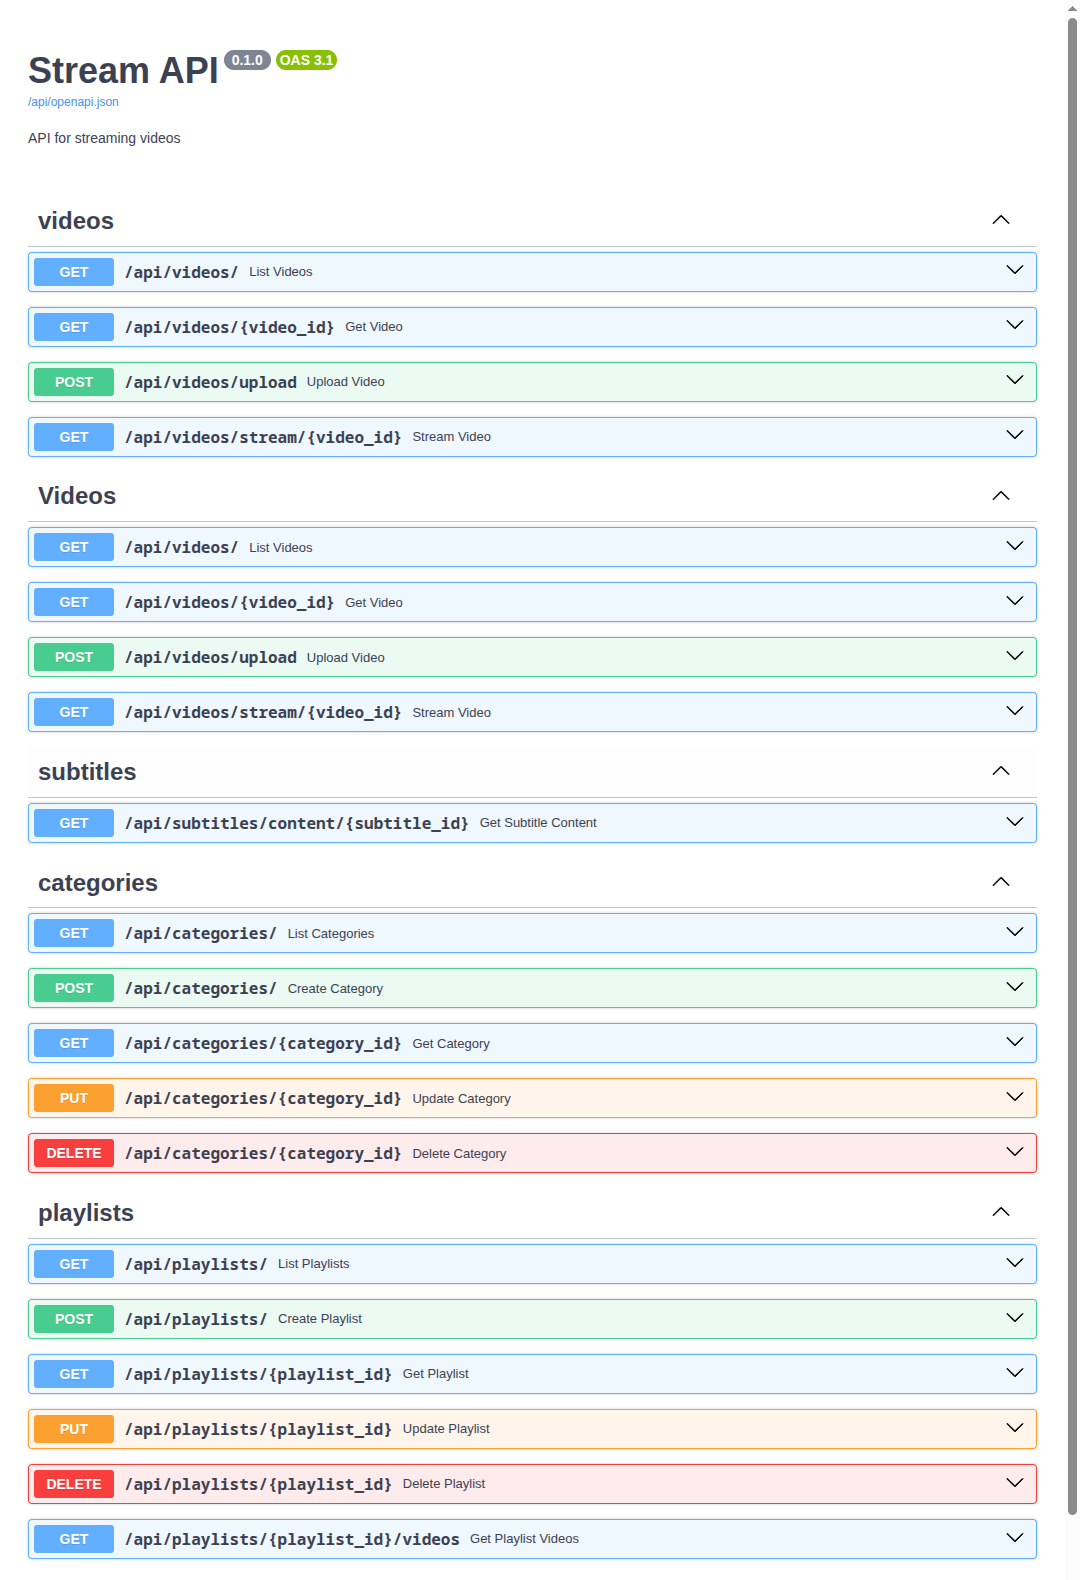 Stream API 0.1.0 OAS 3.1
/api/openapi.json
API for streaming videos
videos
GET /api/videos/ List Videos
GET /api/videos/{video_id} Get Video
POST /api/videos/upload Upload Video
GET /api/videos/stream/{video_id} Stream Video
Videos
GET /api/videos/ List Videos
GET /api/videos/{video_id} Get Video
POST /api/videos/upload Upload Video
GET /api/videos/stream/{video_id} Stream Video
subtitles
GET /api/subtitles/content/{subtitle_id} Get Subtitle Content
categories
GET /api/categories/ List Categories
POST /api/categories/ Create Category
GET /api/categories/{category_id} Get Category
PUT /api/categories/{category_id} Update Category
DELETE /api/categories/{category_id} Delete Category
playlists
GET /api/playlists/ List Playlists
POST /api/playlists/ Create Playlist
GET /api/playlists/{playlist_id} Get Playlist
PUT /api/playlists/{playlist_id} Update Playlist
DELETE /api/playlists/{playlist_id} Delete Playlist
GET /api/playlists/{playlist_id}/videos Get Playlist Videos